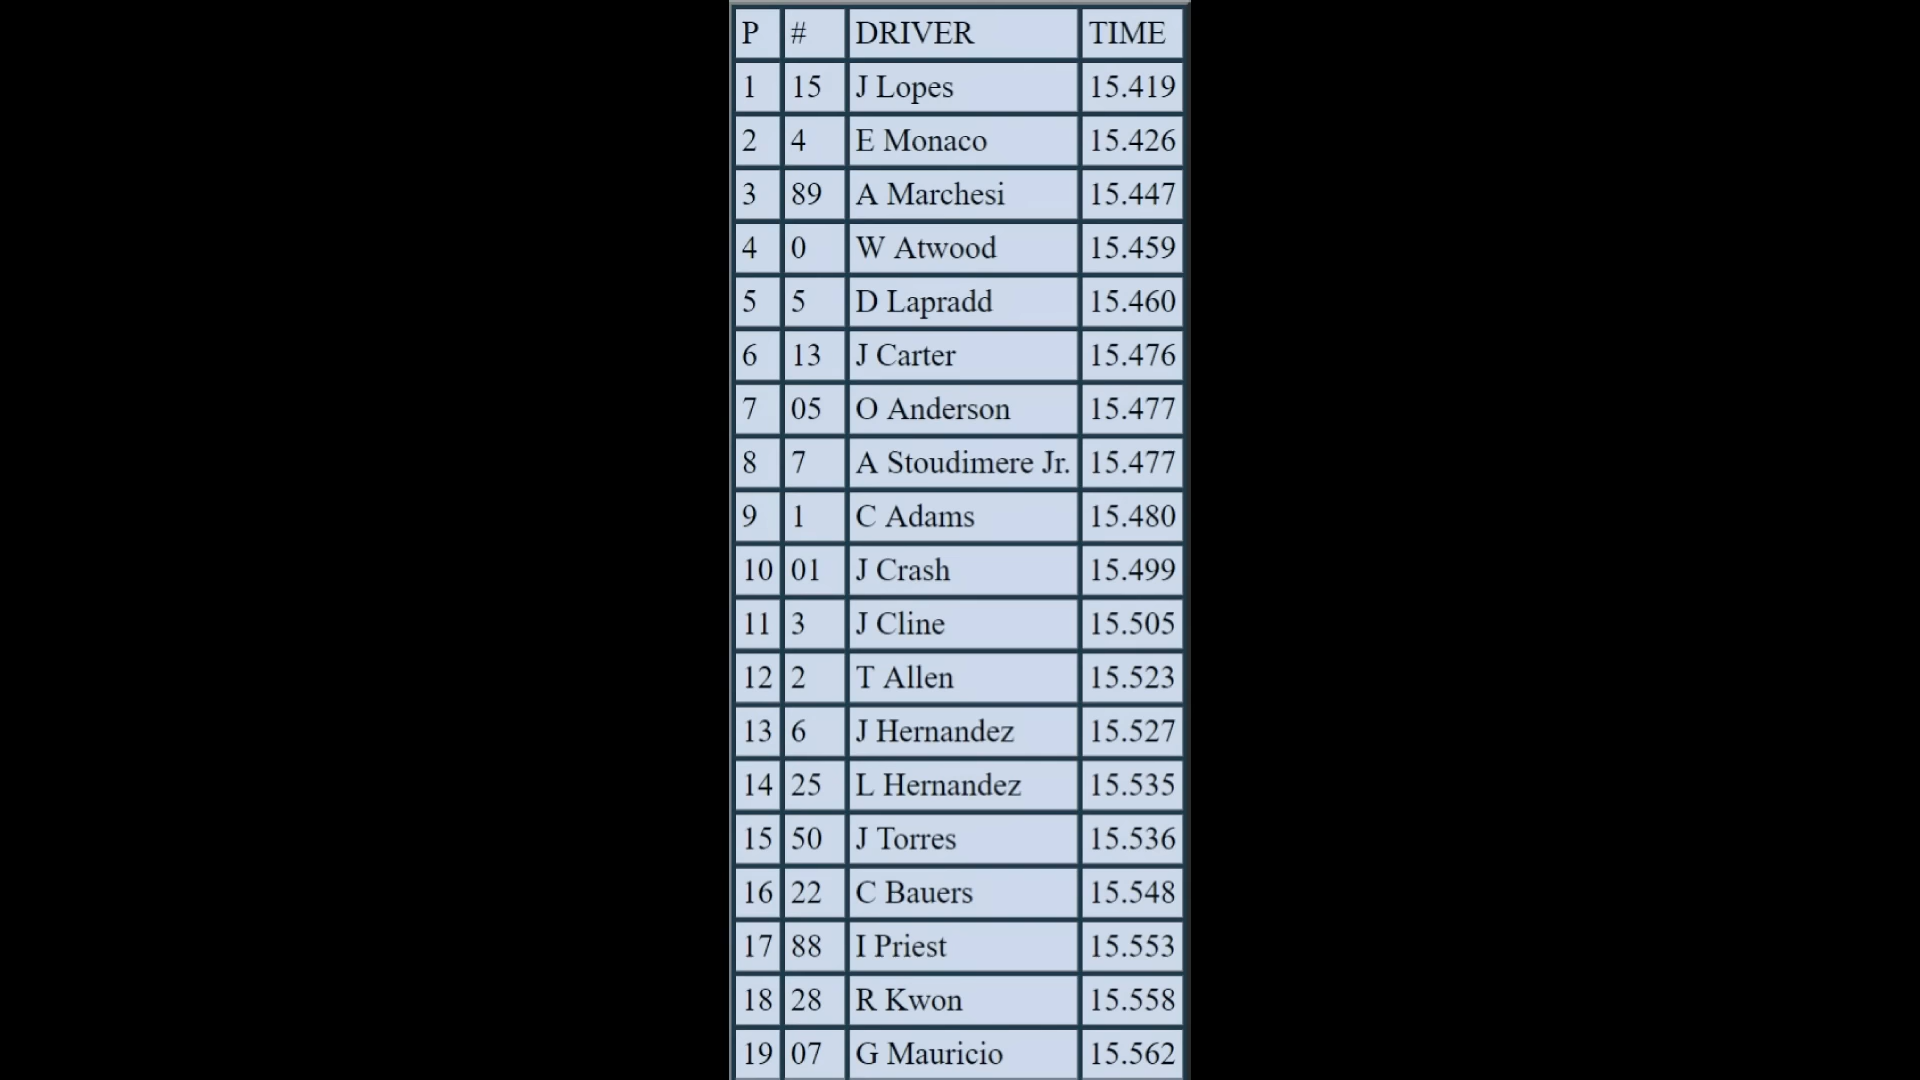 P # DRIVER TIME
1 15 J Lopes 15.419
2 4 E Monaco 15.426
3 89 A Marchesi 15.447
4 0 W Atwood 15.459
5 5 D Lapradd 15.460
6 13 J Carter 15.476
7 05 O Anderson 15.477
8 7 A Stoudimere Jr. 15.477
9 1 C Adams 15.480
10 01 J Crash 15.499
11 3 J Cline 15.505
12 2 T Allen 15.523
13 6 J Hernandez 15.527
14 25 L Hernandez 15.535
15 50 J Torres 15.536
16 22 C Bauers 15.548
17 88 I Priest 15.553
18 28 R Kwon 15.558
19 07 G Mauricio 15.562